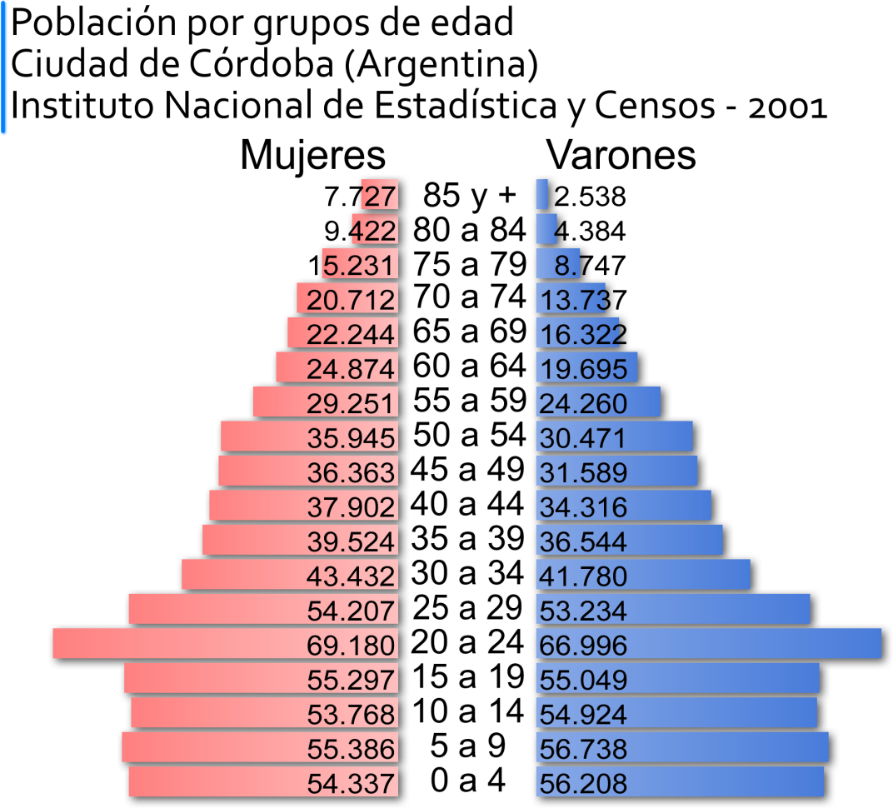 Población por grupos de edad
Ciudad de Córdoba (Argentina)
Instituto Nacional de Estadística y Censos - 2001
Mujeres Varones
7.727 85 y + 2.538
9.422 80 a 84 4.384
15.231 75 a 79 8.747
20.712 70 a 74 13.737
22.244 65 a 69 16.322
24.874 60 a 64 19.695
29.251 55 a 59 24.260
35.945 50 a 54 30.471
36.363 45 a 49 31.589
37.902 40 a 44 34.316
39.524 35 a 39 36.544
43.432 30 a 34 41.780
54.207 25 a 29 53.234
69.180 20 a 24 66.996
55.297 15 a 19 55.049
53.768 10 a 14 54.924
55.386 5 a 9 56.738
54.337 0 a 4 56.208